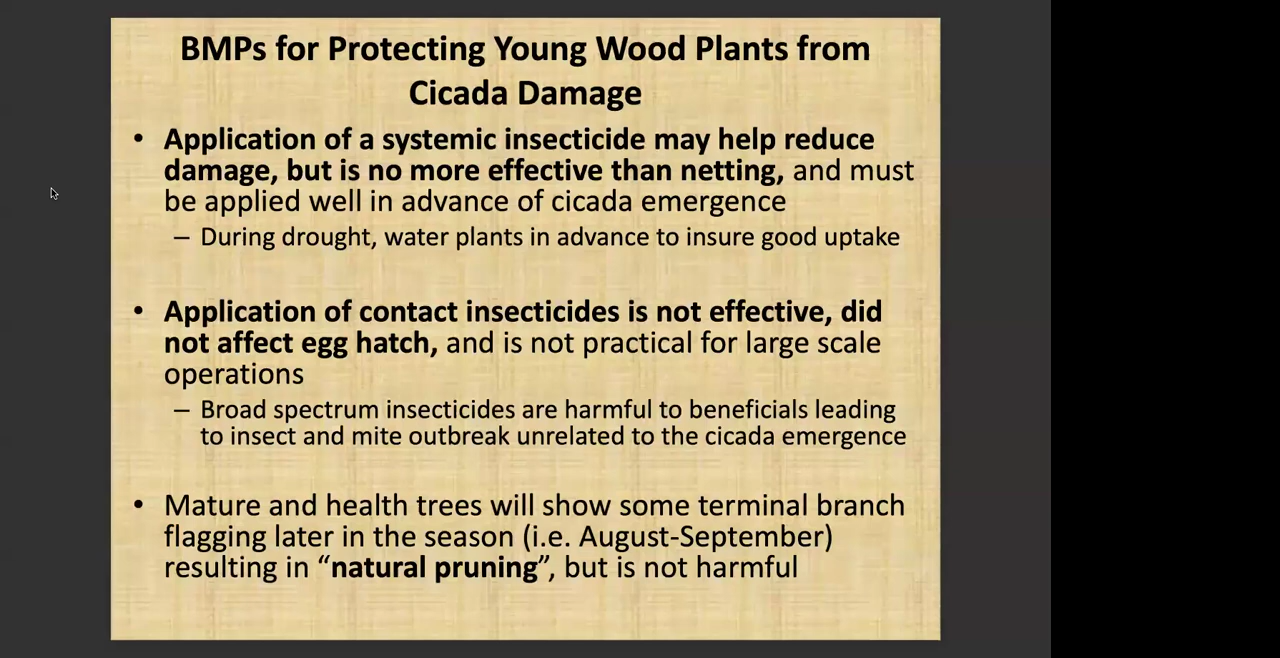 BMPs for Protecting Young Wood Plants from
Cicada Damage
• Application of a systemic insecticide may help reduce
damage, but is no more effective than netting, and must
be applied well in advance of cicada emergence
– During drought, water plants in advance to insure good uptake
• Application of contact insecticides is not effective, did
not affect egg hatch, and is not practical for large scale
operations
– Broad spectrum insecticides are harmful to beneficials leading
to insect and mite outbreak unrelated to the cicada emergence
• Mature and health trees will show some terminal branch
flagging later in the season (i.e. August-September)
resulting in “natural pruning”, but is not harmful